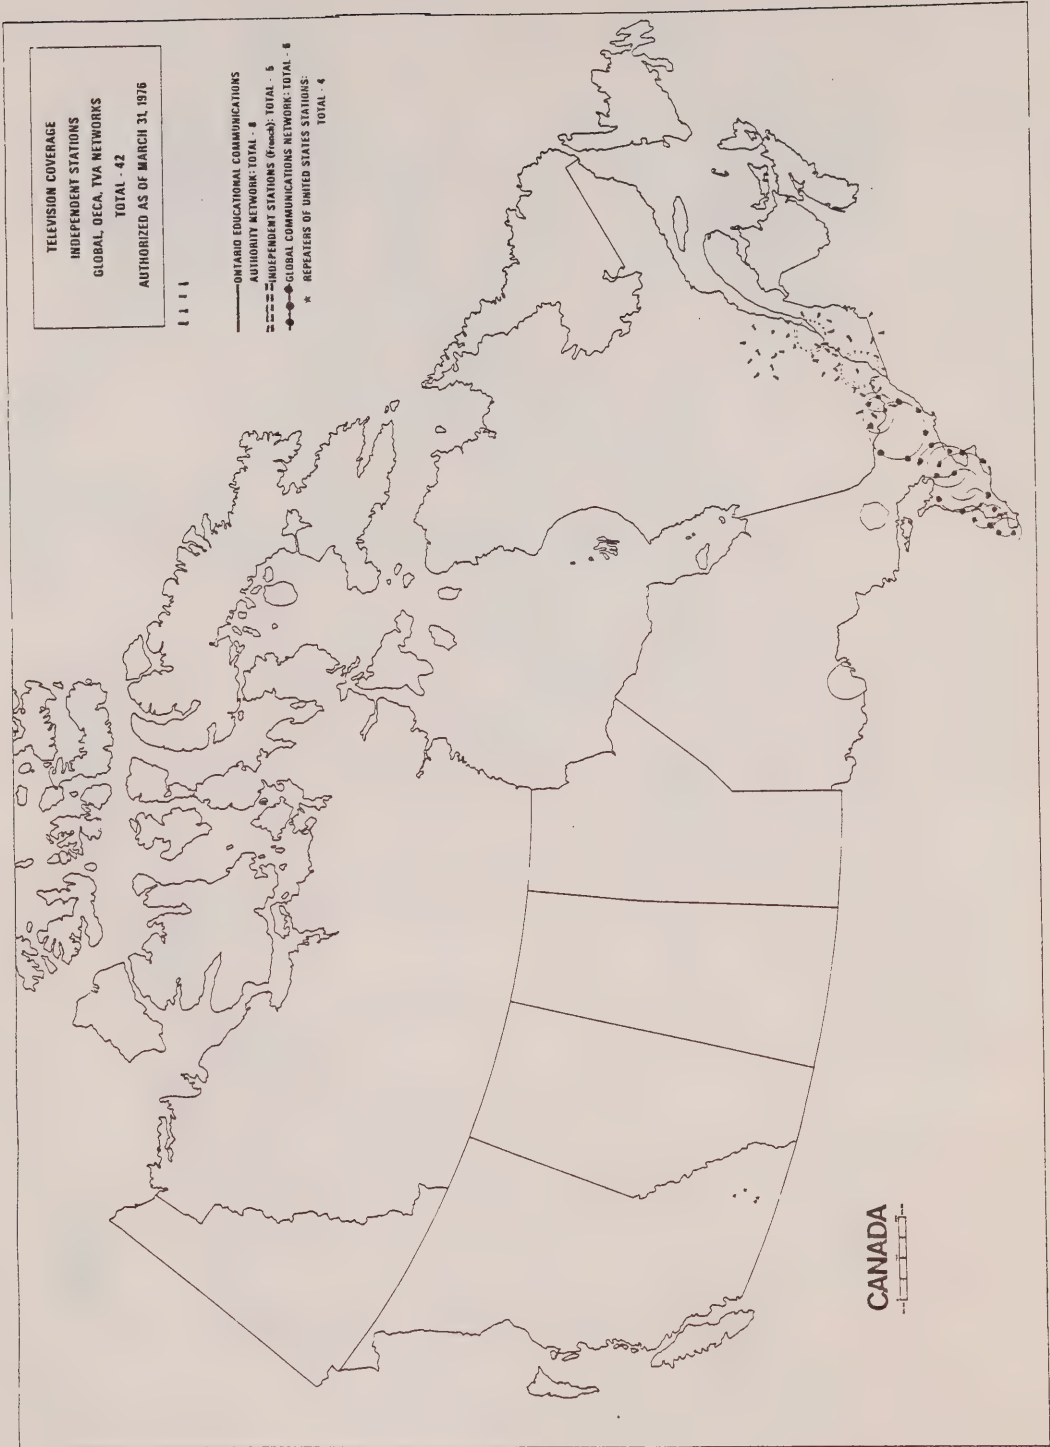 TELEVISION COVERAGE
INDEPENDENT STATIONS
GLOBAL, OECA, TVA NETWORKS
TOTAL - 42
AUTHORIZED AS OF MARCH 31, 1976
ONTARIO EDUCATIONAL COMMUNICATIONS
AUTHORITY NETWORK: TOTAL - 8
INDEPENDENT STATIONS (French): TOTAL - 5
GLOBAL COMMUNICATIONS NETWORK: TOTAL - 6
* REPEATERS OF UNITED STATES STATIONS:
TOTAL - 4
CANADA